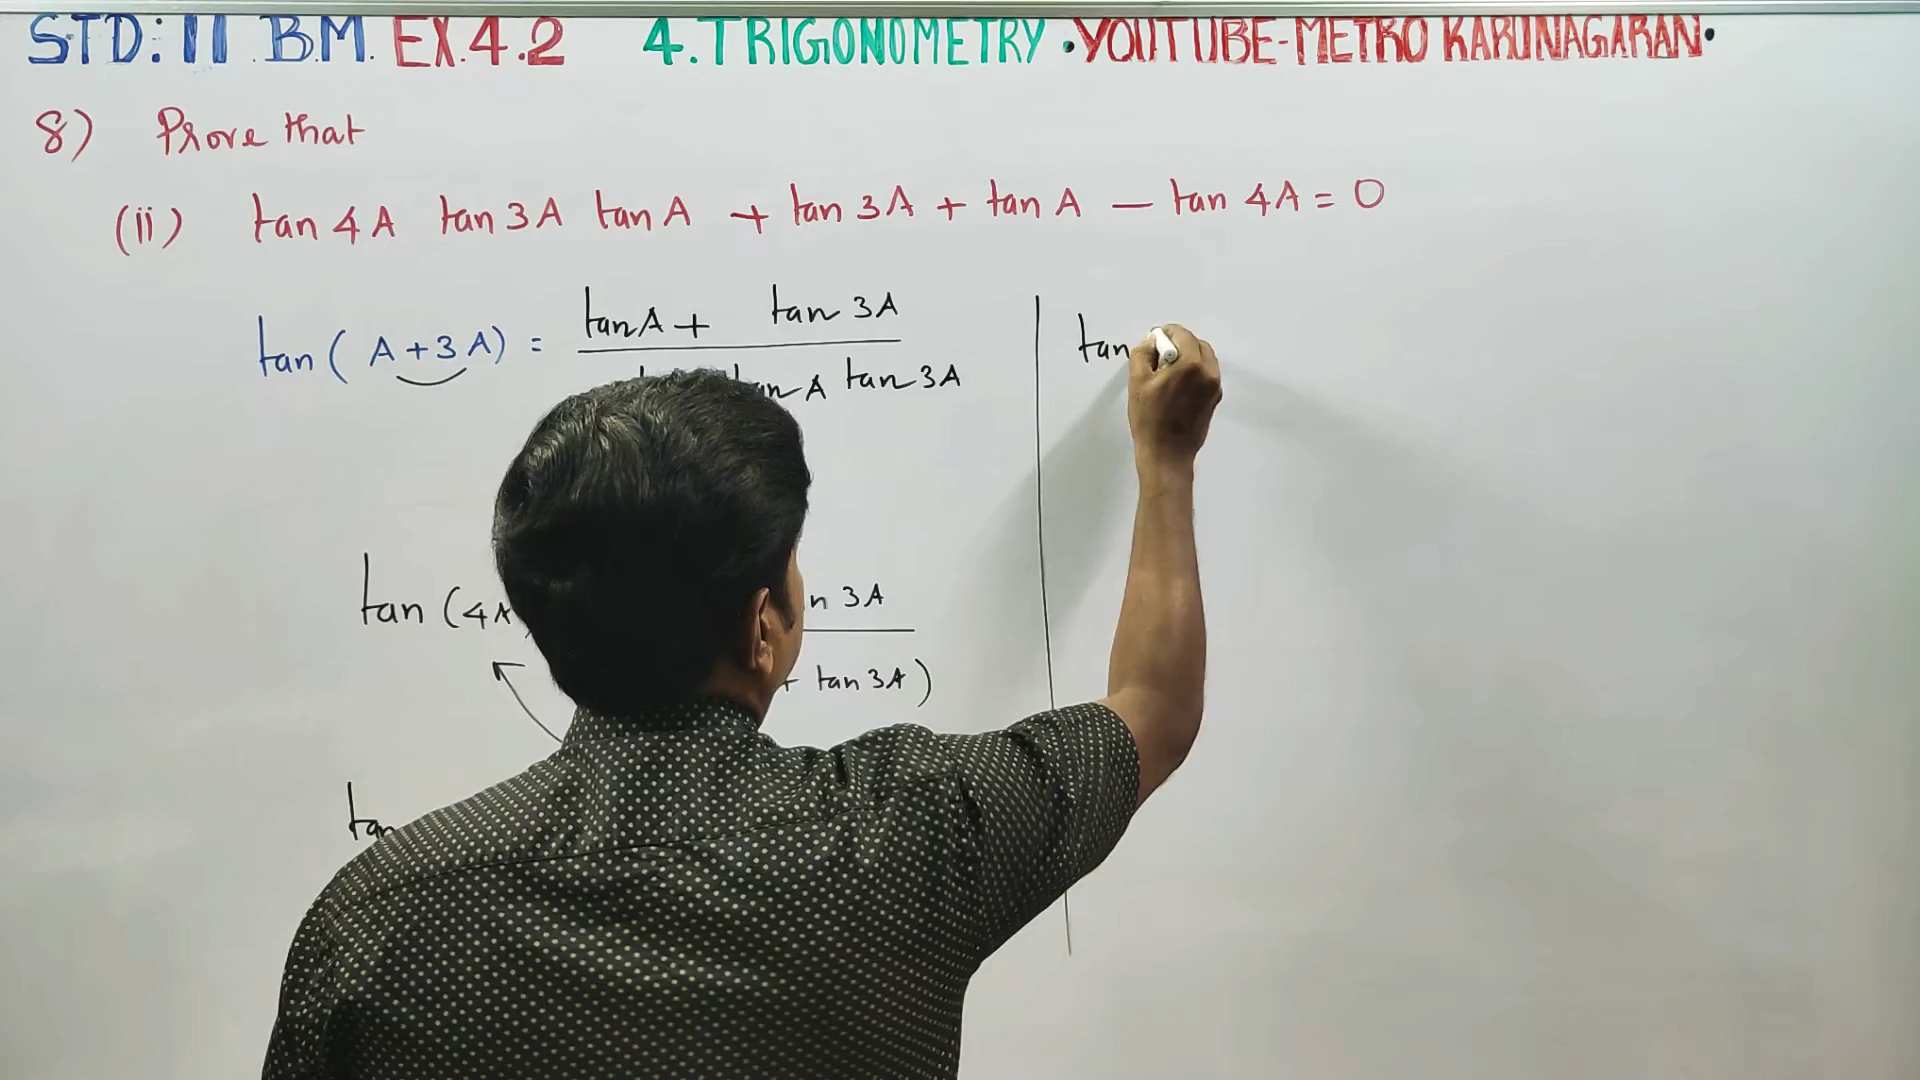 STD: 11 B.M. EX.4.2 4.TRIGONOMETRY •YOUTUBE-METRO KARUNAGARAN•
8) Prove that
(ii) tan 4A tan 3A tan A + tan 3A + tan A — tan 4A = 0
tan ( A+3A) = tanA + tan 3A
A tan 3A
tan (4A 3A
tan 3A )
tan
tan